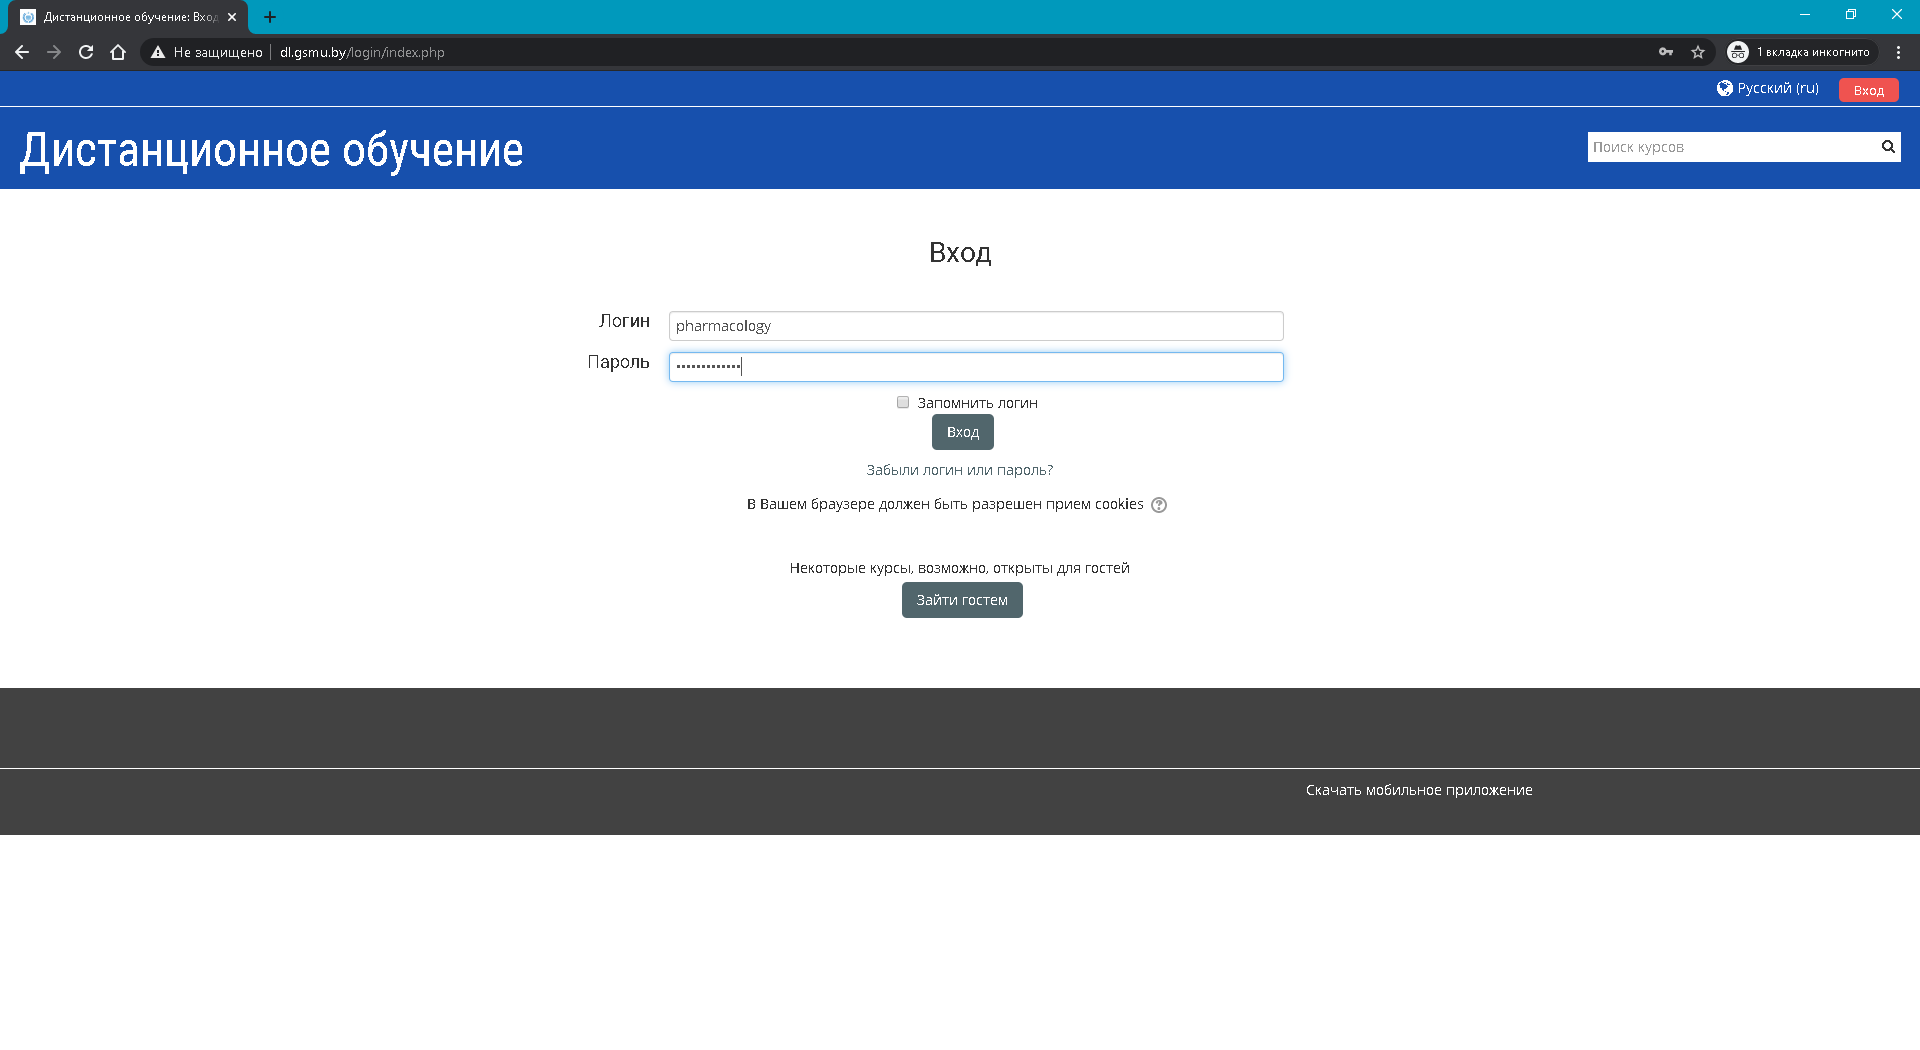 Дистанционное обучение: Вход
Не защищено
dl.gsmu.by/login/index.php
1 вкладка инкогнито
Русский (ru)
Вход
Дистанционное обучение
Поиск курсов
Вход
Логин
pharmacology
Пароль
•••••••••••••
Запомнить логин
Вход
Забыли логин или пароль?
В Вашем браузере должен быть разрешен прием cookies
Некоторые курсы, возможно, открыты для гостей
Зайти гостем
Скачать мобильное приложение